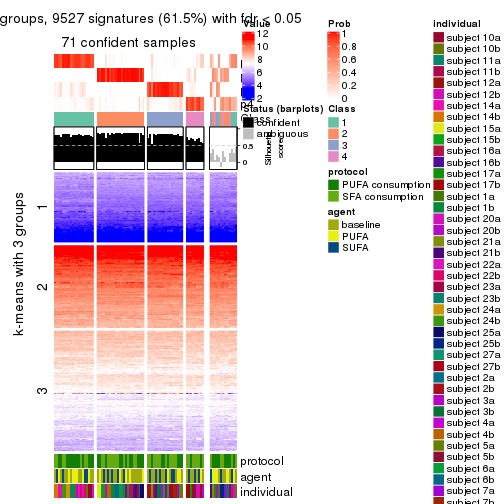 groups, 9527 signatures (61.5%) with fdr < 0.05
71 confident samples
k-means with 3 groups
1
2
3
p4
Class
1
0.5
0
Silhouette
score
protocol
agent
individual
Value
12
10
8
6
4
2
Status (barplots)
confident
ambiguous
Prob
1
0.8
0.6
0.4
0.2
0
Class
1
2
3
4
protocol
PUFA consumption
SFA consumption
agent
baseline
PUFA
SUFA
individual
subject 10a
subject 10b
subject 11a
subject 11b
subject 12a
subject 12b
subject 14a
subject 14b
subject 15a
subject 15b
subject 16a
subject 16b
subject 17a
subject 17b
subject 1a
subject 1b
subject 20a
subject 20b
subject 21a
subject 21b
subject 22a
subject 22b
subject 23a
subject 23b
subject 24a
subject 24b
subject 25a
subject 25b
subject 27a
subject 27b
subject 2a
subject 2b
subject 3a
subject 3b
subject 4a
subject 4b
subject 5a
subject 5b
subject 6a
subject 6b
subject 7a
subject 7b